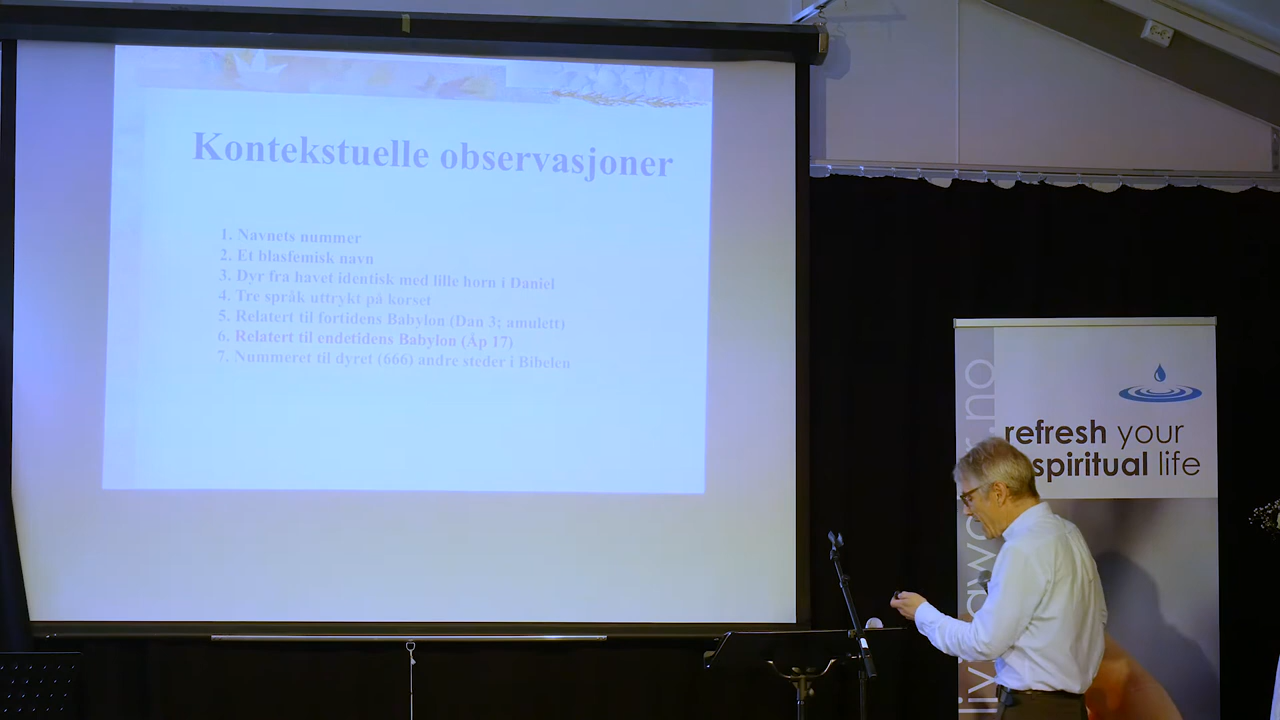 Kontekstuelle observasjoner
1. Navnets nummer
2. Et blasfemisk navn
3. Dyr fra havet identisk med lille horn i Daniel
4. Tre språk uttrykt på korset
5. Relatert til fortidens Babylon (Dan 3; amulett)
6. Relatert til endetidens Babylon (Åp 17)
7. Nummeret til dyret (666) andre steder i Bibelen
refresh your
spiritual life